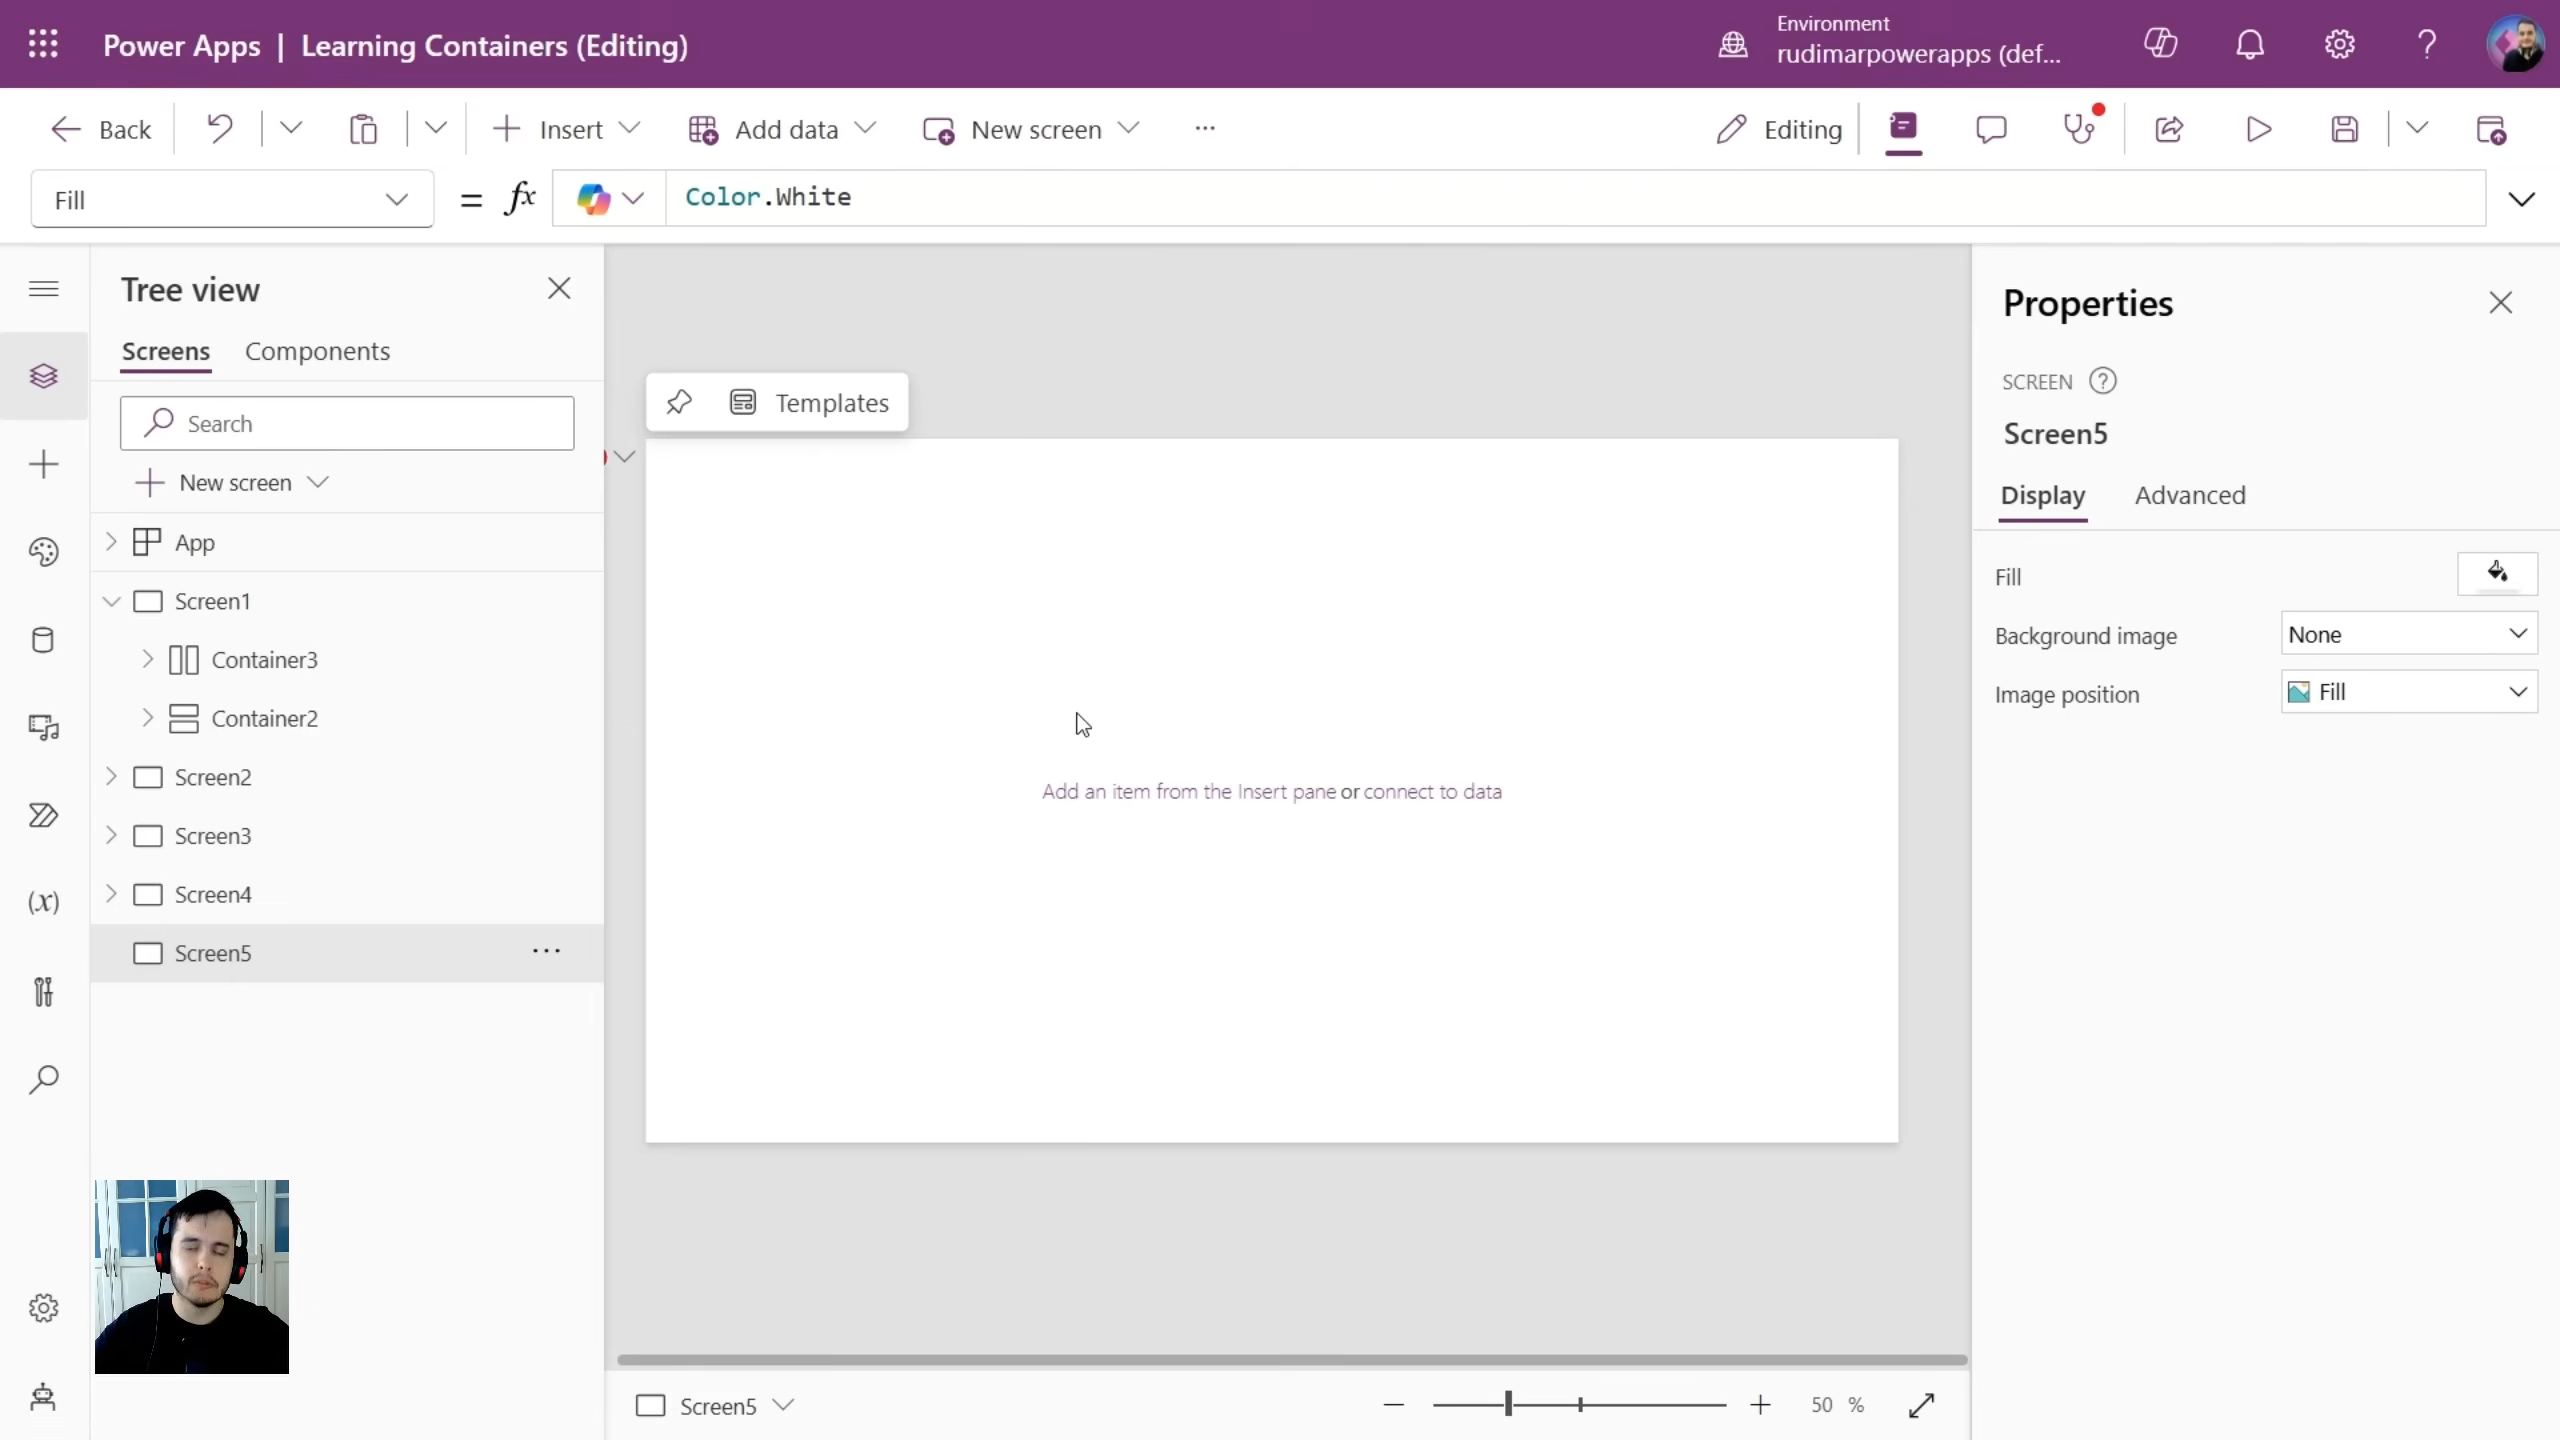 Power Apps | Learning Containers (Editing)
Environment
rudimarpowerapps (def...
Back
Insert
Add data
New screen
...
Editing
Fill
= fx
Color.White
Tree view
Screens
Components
Search
New screen
App
Screen1
Container3
Container2
Screen2
Screen3
Screen4
Screen5
...
(x)
Templates
Add an item from the Insert pane or connect to data
Screen5
50 %
Properties
SCREEN
Screen5
Display
Advanced
Fill
Background image
None
Image position
Fill